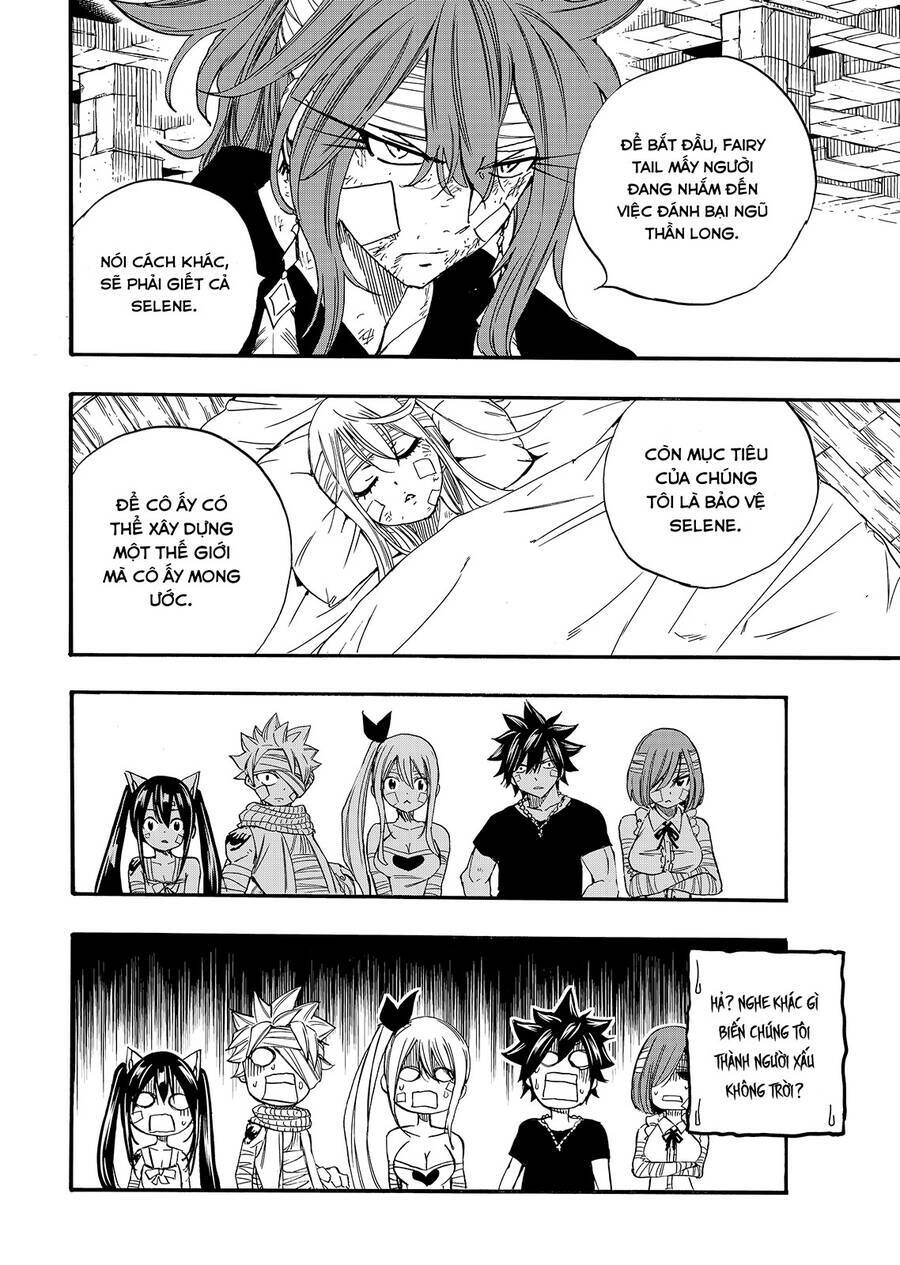 ĐỂ BẮT ĐẦU, FAIRY
TAIL MẤY NGƯỜI
ĐANG NHẮM ĐẾN
VIỆC ĐÁNH BẠI NGŨ
THẦN LONG.
NÓI CÁCH KHÁC,
SẼ PHẢI GIẾT CẢ
SELENE.
CÒN MỤC TIÊU
CỦA CHÚNG
TÔI LÀ BẢO VỆ
SELENE.
ĐỂ CÔ ẤY CÓ
THỂ XÂY DỰNG
MỘT THẾ GIỚI
MÀ CÔ ẤY MONG
ƯỚC.
HẢ? NGHE KHÁC GÌ
BIẾN CHÚNG TÔI
THÀNH NGƯỜI XẤU
KHÔNG TRỜI?